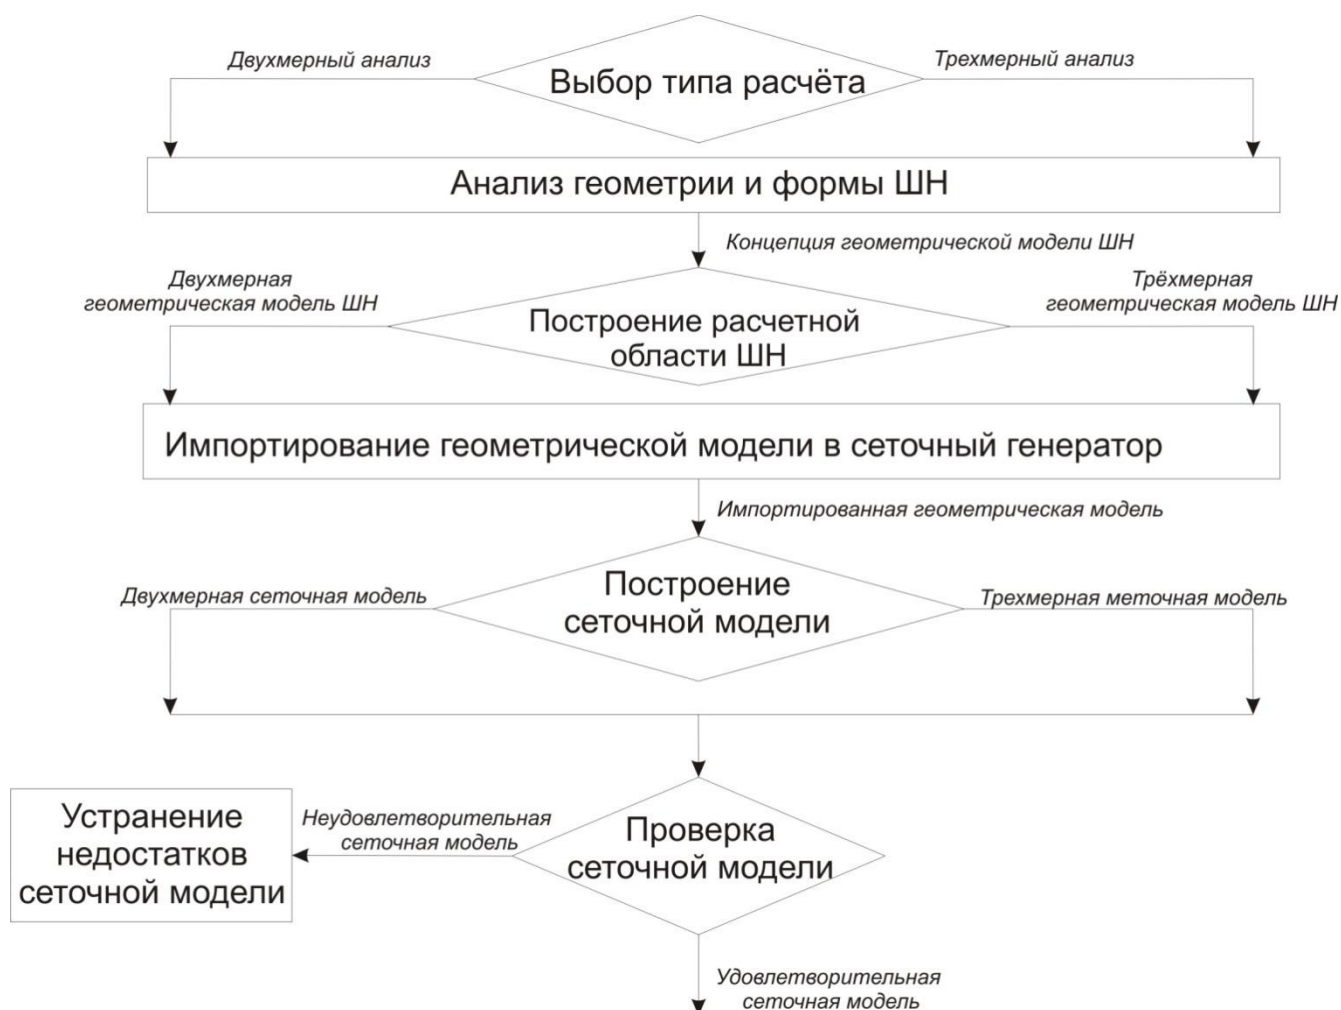 Двухмерный анализ
Трехмерный анализ
Выбор типа расчёта
Анализ геометрии и формы ШН
Концепция геометрической модели ШН
Двухмерная
геометрическая модель ШН
Трёхмерная
геометрическая модель ШН
Построение расчетной
области ШН
Импортирование геометрической модели в сеточный генератор
Импортированная геометрическая модель
Двухмерная сеточная модель
Построение
сеточной модели
Трехмерная меточная модель
Устранение
недостатков
сеточной модели
Неудовлетворительная
сеточная модель
Проверка
сеточной модели
Удовлетворительная
сеточная модель